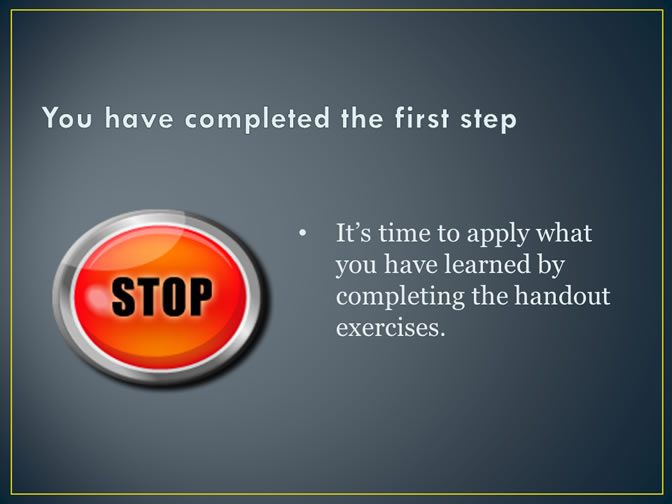 You have completed the first step
STOP
• It’s time to apply what
you have learned by
completing the handout
exercises.